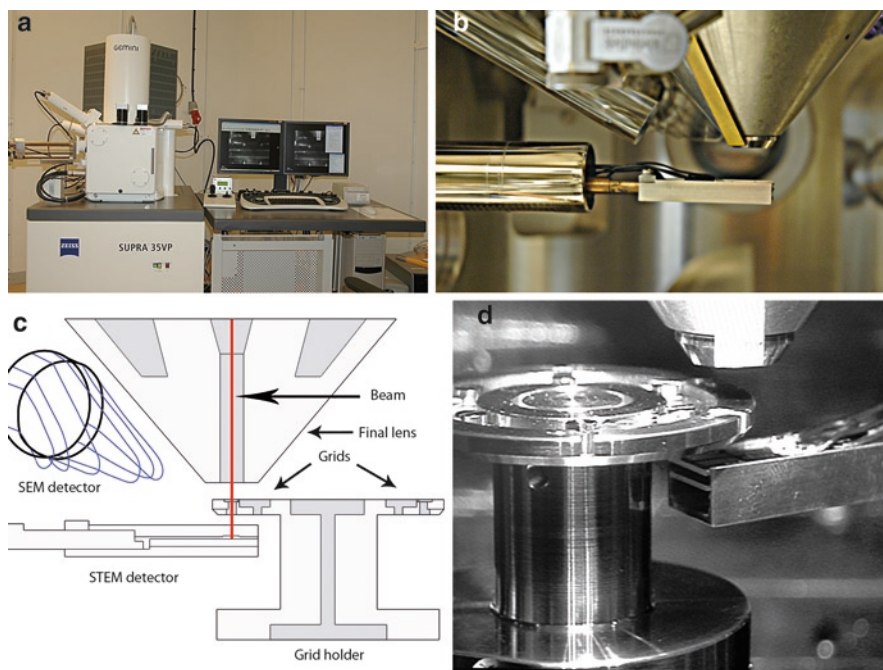 a
GEMINI
ZEISS
SUPRA 35VP
b
c
Beam
Final lens
Grids
SEM detector
STEM detector
Grid holder
d